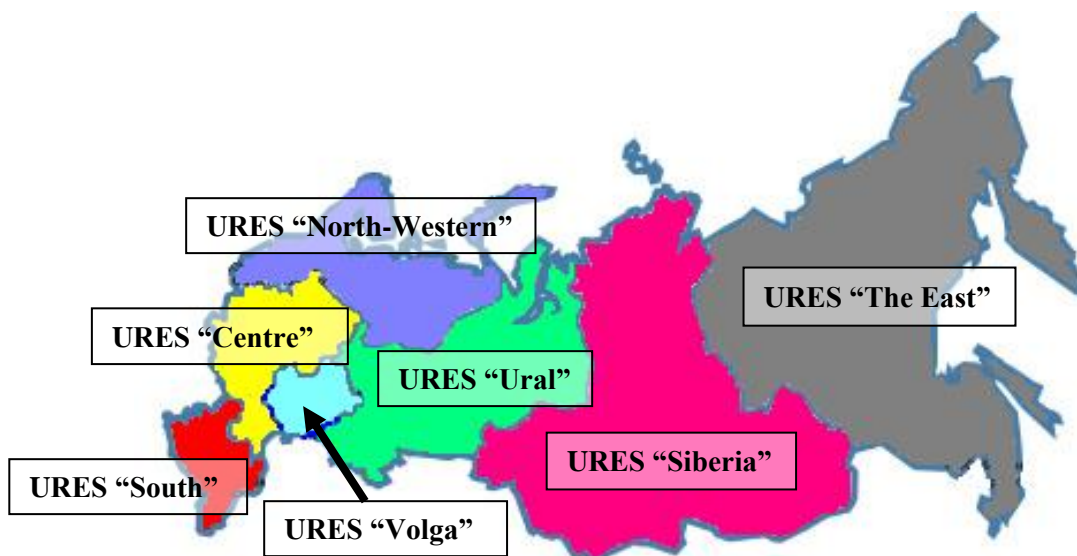 URES “North-Western”
URES “The East”
URES “Centre”
URES “Ural”
URES “Siberia”
URES “South”
URES “Volga”